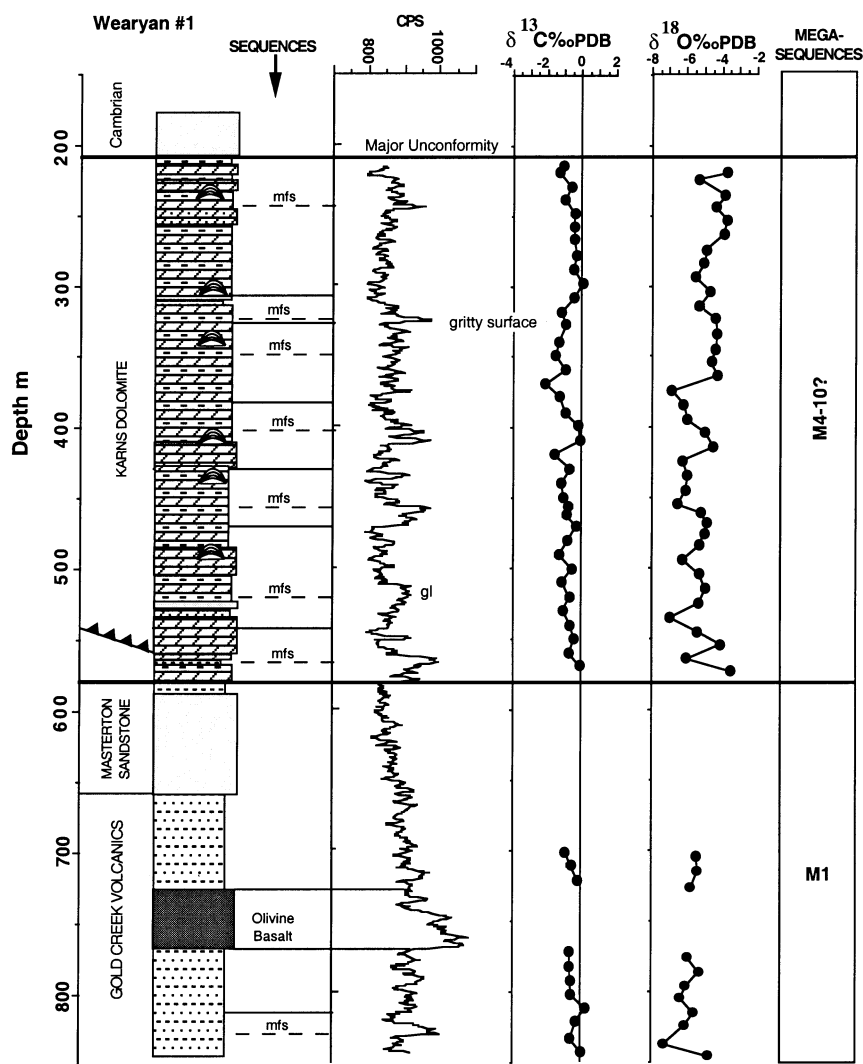 Wearyan #1
SEQUENCES
CPS
800
1000
δ 13 C‰PDB
-4 -2 0 2
δ 18 O‰PDB
-8 -6 -4 -2
MEGA-
SEQUENCES
Depth m
200
300
400
500
600
700
800
Cambrian
KARNS DOLOMITE
MASTERTON
SANDSTONE
GOLD CREEK VOLCANICS
Major Unconformity
mfs
mfs
gritty surface
mfs
mfs
mfs
mfs
gl
mfs
Olivine
Basalt
mfs
M4-10?
M1